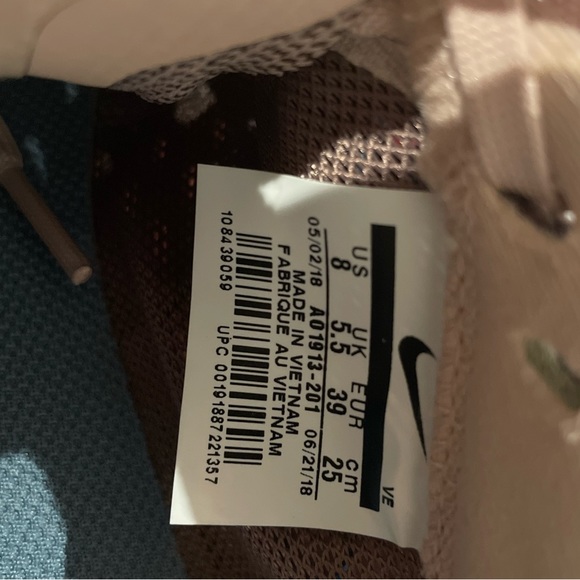 VE
US UK EUR cm
8 5.5 39 25
05/02/18 AO1913-201 06/21/18
MADE IN VIETNAM
FABRIQUE AU VIETNAM
108439059 UPC 00191887221357